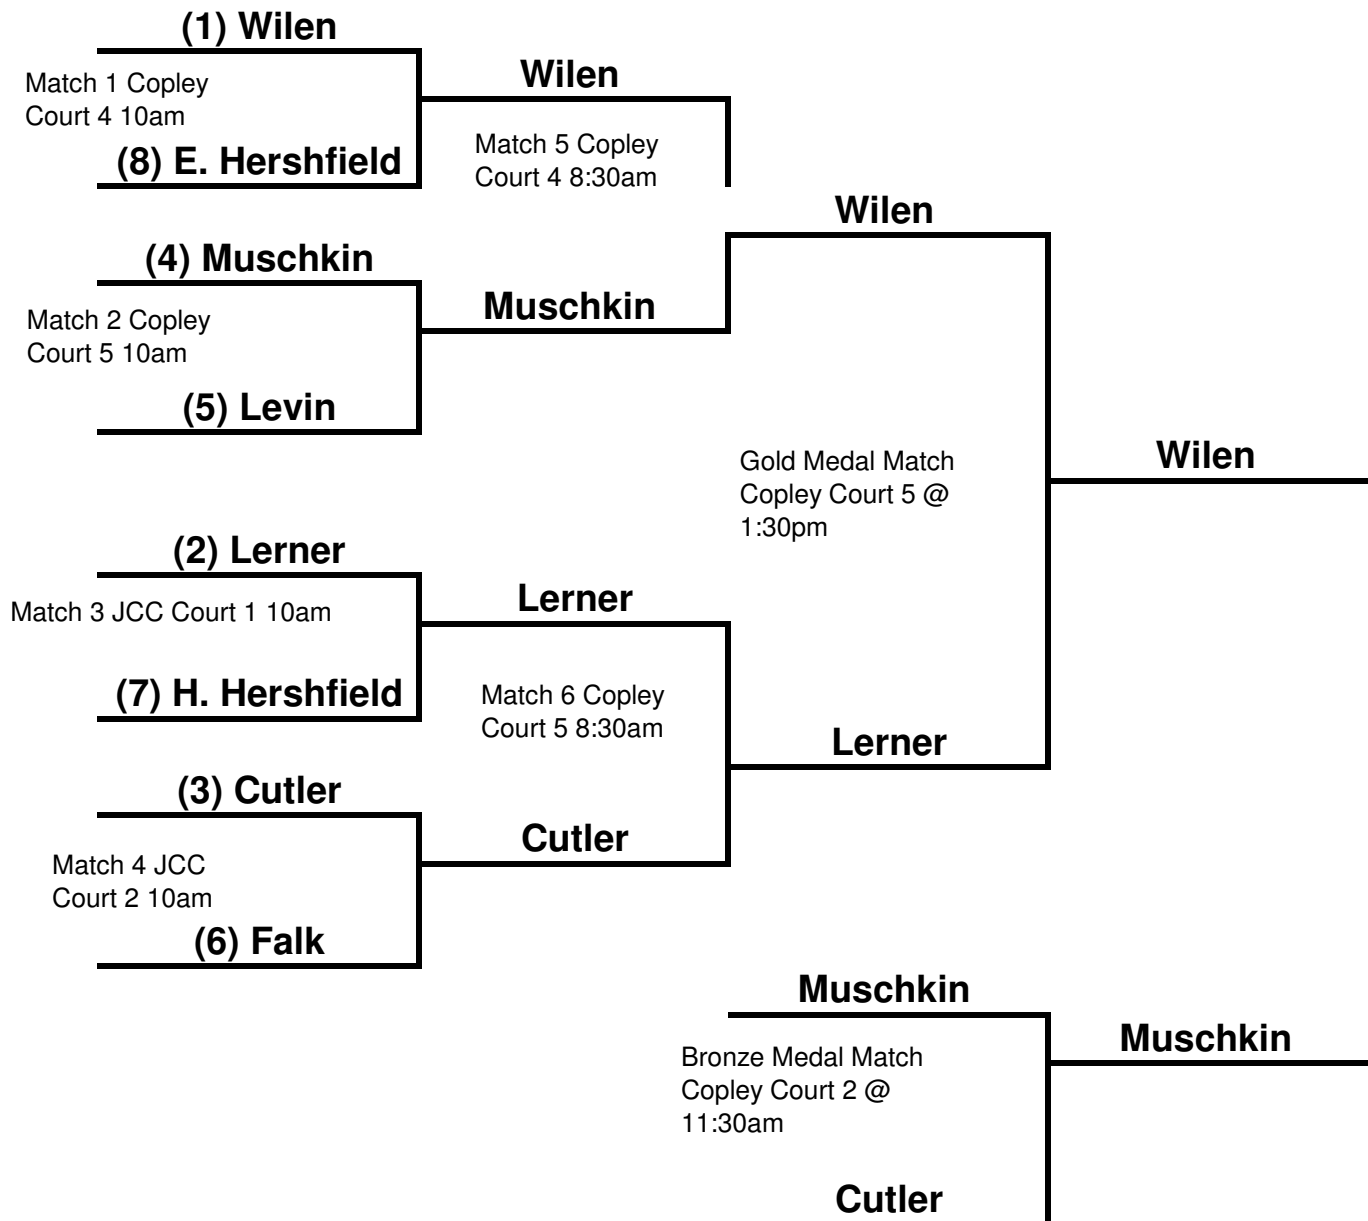 (1) Wilen
Match 1 Copley
Court 4 10am
(8) E. Hershfield
Wilen
Match 5 Copley
Court 4 8:30am
(4) Muschkin
Match 2 Copley
Court 5 10am
(5) Levin
Muschkin
Wilen
Gold Medal Match
Copley Court 5 @
1:30pm
Wilen
(2) Lerner
Match 3 JCC Court 1 10am
(7) H. Hershfield
Lerner
Match 6 Copley
Court 5 8:30am
Lerner
(3) Cutler
Match 4 JCC
Court 2 10am
(6) Falk
Cutler
Muschkin
Bronze Medal Match
Copley Court 2 @
11:30am
Cutler
Muschkin